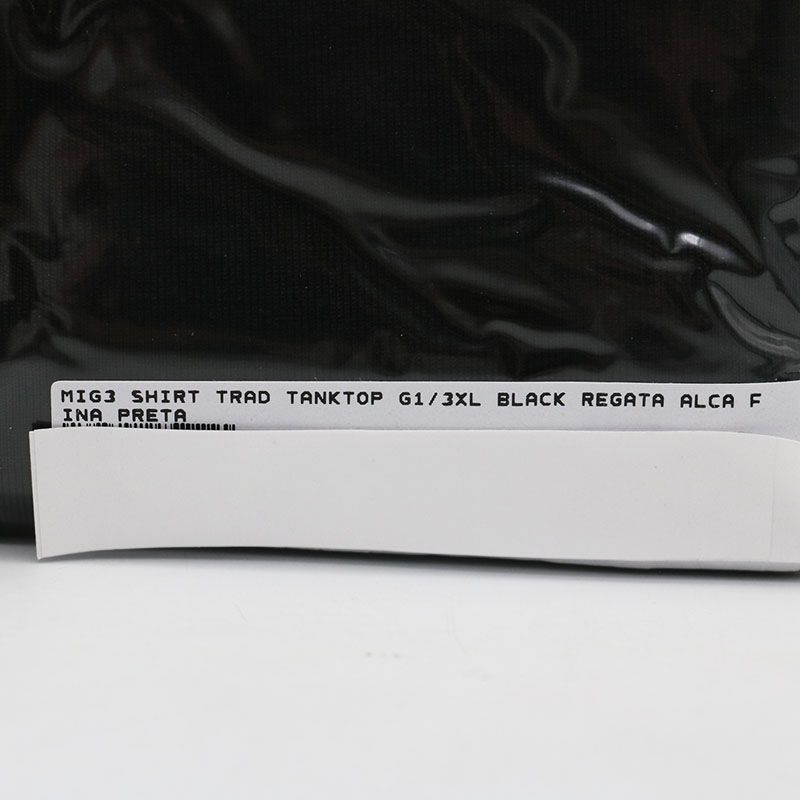 MIG3 SHIRT TRAD TANKTOP G1/3XL BLACK REGATA ALCA F
INA PRETA